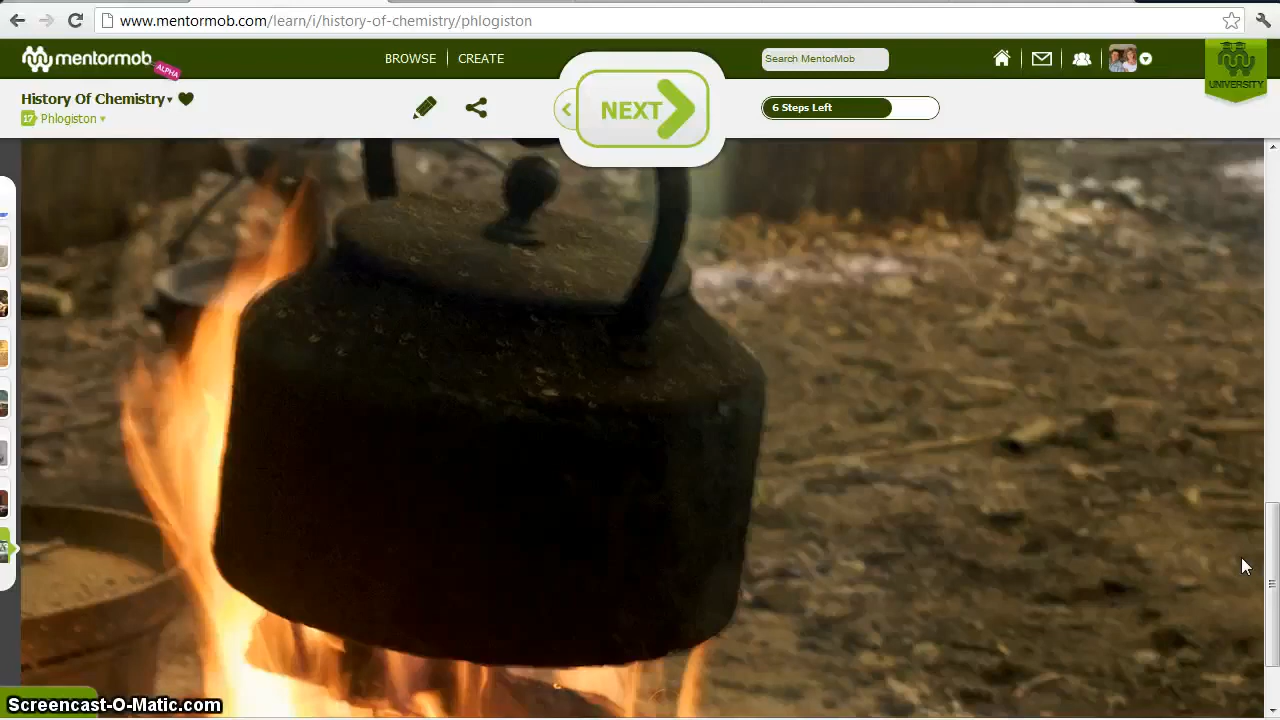 www.mentormob.com/learn/i/history-of-chemistry/phlogiston
mentormob
ALPHA
BROWSE
CREATE
Search MentorMob
UNIVERSITY
History Of Chemistry
17 Phlogiston
NEXT
6 Steps Left
Screencast-O-Matic.com